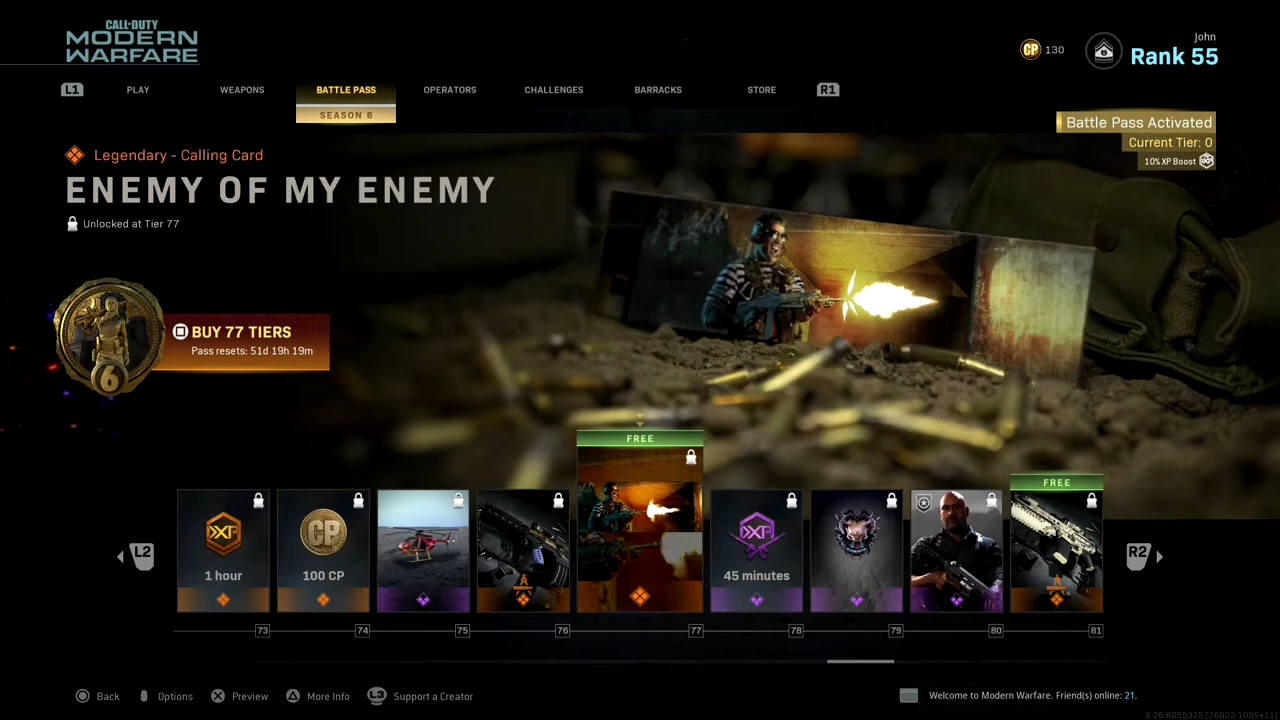 CALL OF DUTY
MODERN
WARFARE
CP 130
John
Rank 55
L1 PLAY WEAPONS BATTLE PASS OPERATORS CHALLENGES BARRACKS STORE R1
SEASON 6
Battle Pass Activated
Current Tier: 0
10% XP Boost
Legendary - Calling Card
ENEMY OF MY ENEMY
Unlocked at Tier 77
BUY 77 TIERS
Pass resets: 51d 19h 19m
6
FREE
FREE
L2
2XP
1 hour
CP
100 CP
2XP
45 minutes
R2
73 74 75 76 77 78 79 80 81
Back Options Preview More Info L3 Support a Creator
Welcome to Modern Warfare. Friend(s) online: 21.